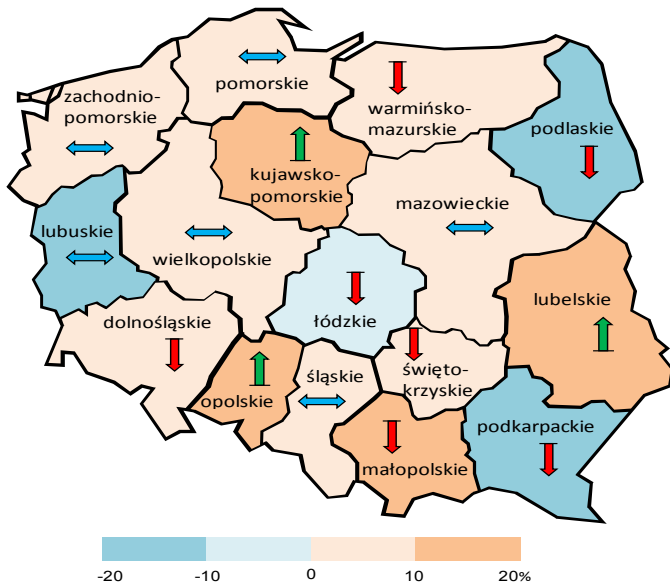 pomorskie
zachodnio-
pomorskie
warmińsko-
mazurskie
podlaskie
kujawsko-
pomorskie
mazowieckie
lubuskie
wielkopolskie
lubelskie
dolnośląskie
łódzkie
święto-
krzyskie
śląskie
opolskie
podkarpackie
małopolskie
-20 -10 0 10 20%